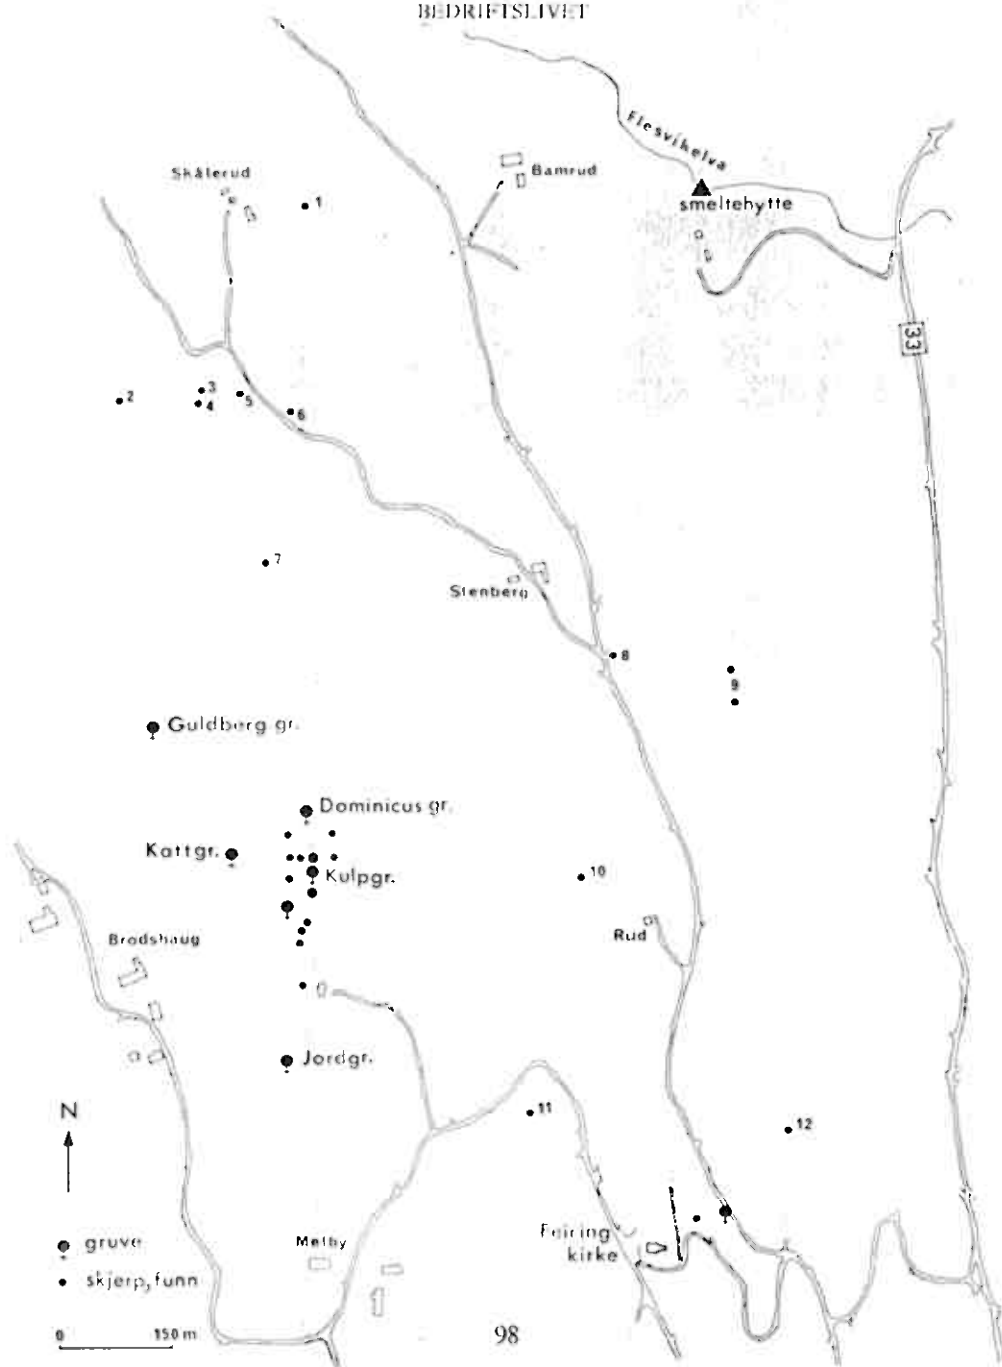 BEDRIFTSLIVET
Flesvikelva
Skålerud
Bamrud
1
smeltehytte
33
2
3
4
5
6
7
Stenberg
8
9
Guldberg gr.
Dominicus gr.
Kattgr.
Kulpgr.
10
Rud
Brodshaug
Jordgr.
11
12
N
gruve
skjerp, funn
0 150 m
Melby
Feiring
kirke
98